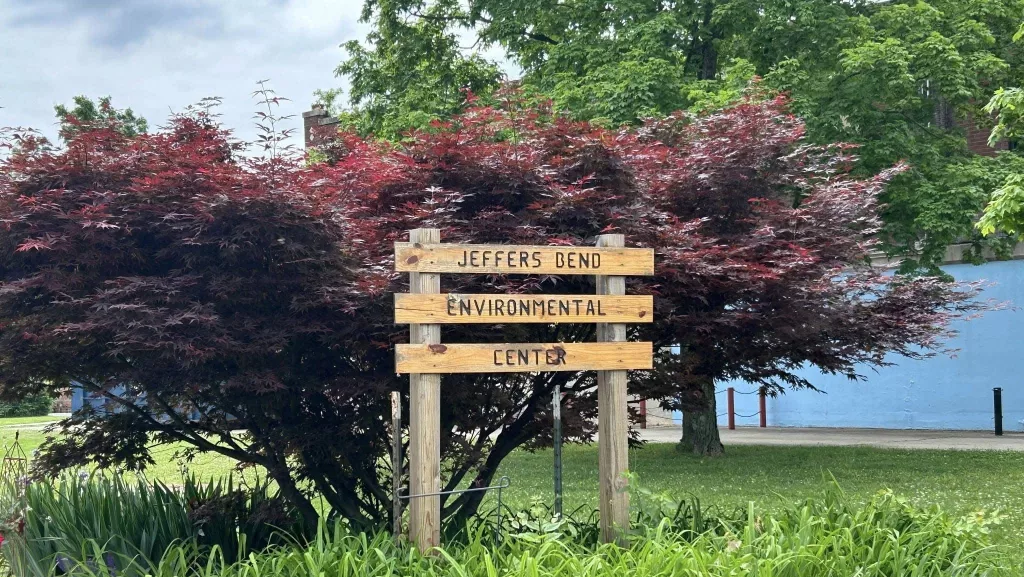 JEFFERS BEND
ENVIRONMENTAL
CENTER